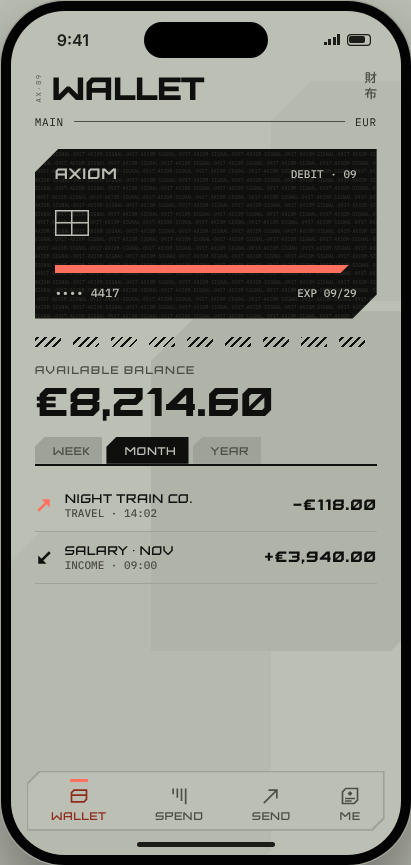 9:41
AX·09
WALLET
財布
MAIN
EUR
AXIOM
DEBIT · 09
•••• 4417
EXP 09/29
AVAILABLE BALANCE
€8,214.60
WEEK
MONTH
YEAR
NIGHT TRAIN CO.
−€118.00
TRAVEL · 14:02
SALARY · NOV
+€3,940.00
INCOME · 09:00
WALLET
SPEND
SEND
ME